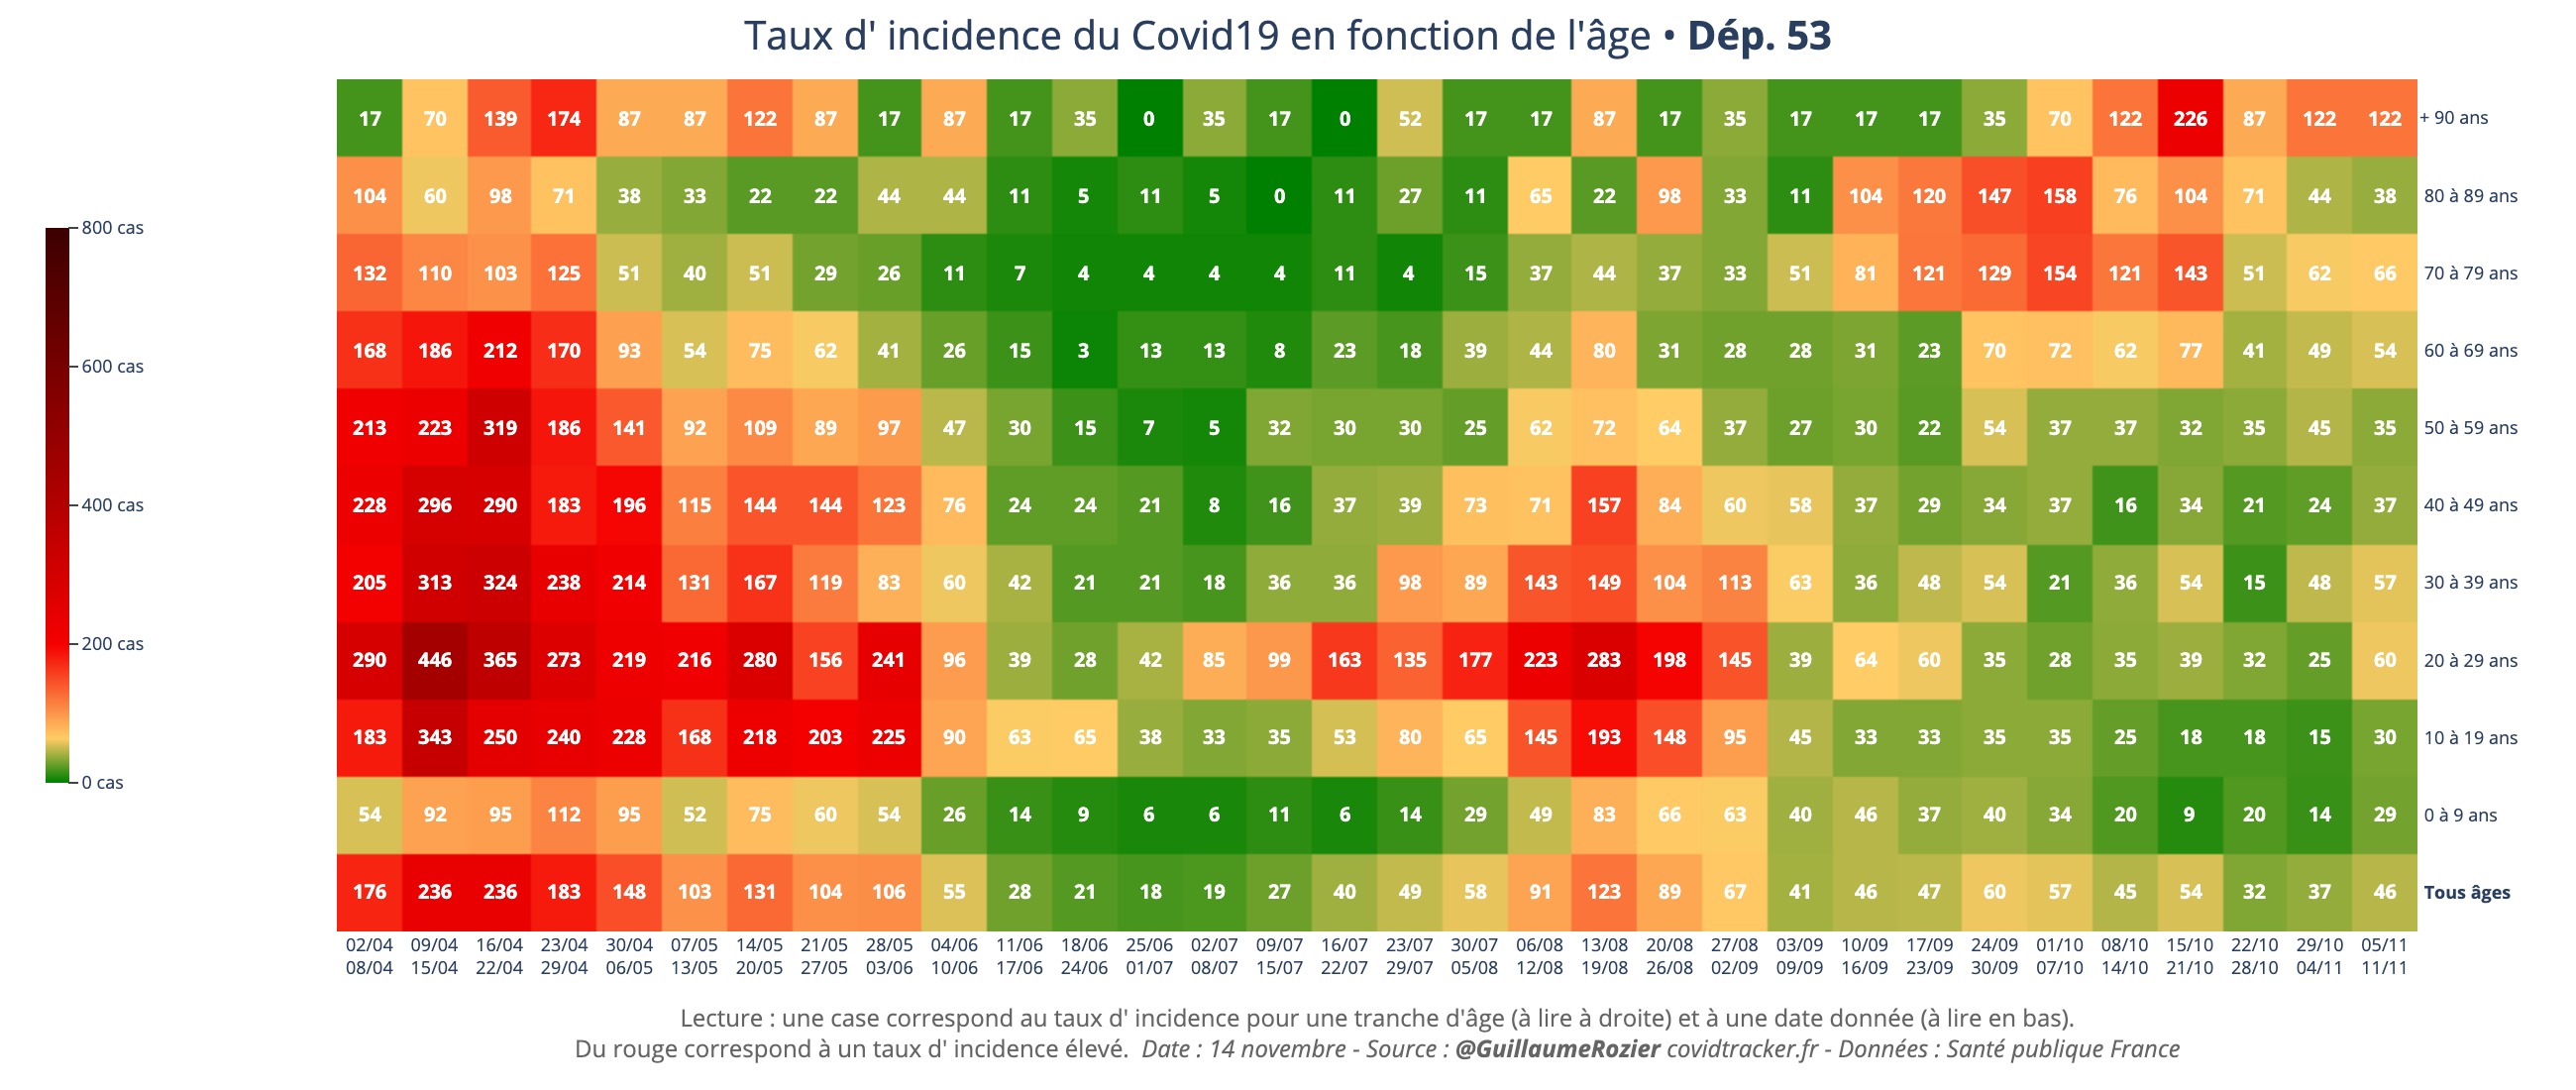 Taux d' incidence du Covid19 en fonction de l'âge • Dép. 53
17 70 139 174 87 87 122 87 17 87 17 35 0 35 17 0 52 17 17 87 17 35 17 17 17 35 70 122 226 87 122 122 + 90 ans
104 60 98 71 38 33 22 22 44 44 11 5 11 5 0 11 27 11 65 22 98 33 11 104 120 147 158 76 104 71 44 38 80 à 89 ans
132 110 103 125 51 40 51 29 26 11 7 4 4 4 4 11 4 15 37 44 37 33 51 81 121 129 154 121 143 51 62 66 70 à 79 ans
168 186 212 170 93 54 75 62 41 26 15 3 13 13 8 23 18 39 44 80 31 28 28 31 23 70 72 62 77 41 49 54 60 à 69 ans
213 223 319 186 141 92 109 89 97 47 30 15 7 5 32 30 30 25 62 72 64 37 27 30 22 54 37 37 32 35 45 35 50 à 59 ans
228 296 290 183 196 115 144 144 123 76 24 24 21 8 16 37 39 73 71 157 84 60 58 37 29 34 37 16 34 21 24 37 40 à 49 ans
205 313 324 238 214 131 167 119 83 60 42 21 21 18 36 36 98 89 143 149 104 113 63 36 48 54 21 36 54 15 48 57 30 à 39 ans
290 446 365 273 219 216 280 156 241 96 39 28 42 85 99 163 135 177 223 283 198 145 39 64 60 35 28 35 39 32 25 60 20 à 29 ans
183 343 250 240 228 168 218 203 225 90 63 65 38 33 35 53 80 65 145 193 148 95 45 33 33 35 35 25 18 18 15 30 10 à 19 ans
54 92 95 112 95 52 75 60 54 26 14 9 6 6 11 6 14 29 49 83 66 63 40 46 37 40 34 20 9 20 14 29 0 à 9 ans
176 236 236 183 148 103 131 104 106 55 28 21 18 19 27 40 49 58 91 123 89 67 41 46 47 60 57 45 54 32 37 46 Tous âges
02/04 09/04 16/04 23/04 30/04 07/05 14/05 21/05 28/05 04/06 11/06 18/06 25/06 02/07 09/07 16/07 23/07 30/07 06/08 13/08 20/08 27/08 03/09 10/09 17/09 24/09 01/10 08/10 15/10 22/10 29/10 05/11
08/04 15/04 22/04 29/04 06/05 13/05 20/05 27/05 03/06 10/06 17/06 24/06 01/07 08/07 15/07 22/07 29/07 05/08 12/08 19/08 26/08 02/09 09/09 16/09 23/09 30/09 07/10 14/10 21/10 28/10 04/11 11/11
800 cas
600 cas
400 cas
200 cas
0 cas
Lecture : une case correspond au taux d' incidence pour une tranche d'âge (à lire à droite) et à une date donnée (à lire en bas).
Du rouge correspond à un taux d' incidence élevé. Date : 14 novembre - Source : @GuillaumeRozier covidtracker.fr - Données : Santé publique France